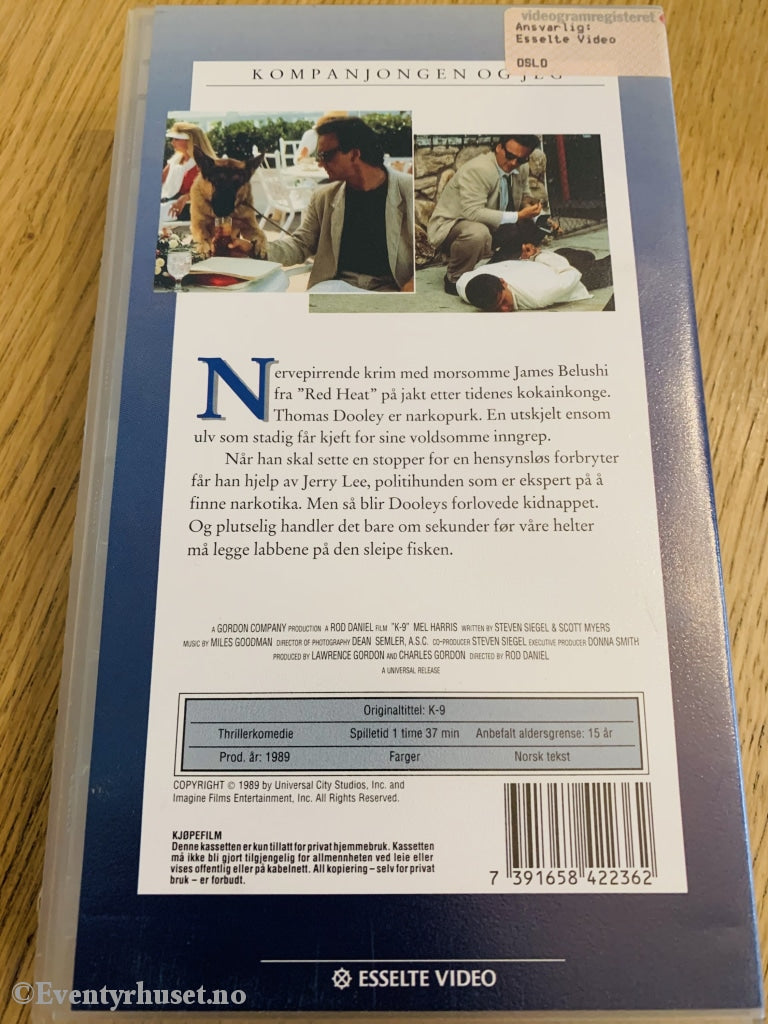 videogramregisteret
Ansvarlig:
Esselte Video
OSLO
KOMPANJONGEN OG JEG
Nervepirrende krim med morsomme James Belushi
fra "Red Heat" på jakt etter tidenes kokainkonge.
Thomas Dooley er narkopurk. En utskjelt ensom
ulv som stadig får kjeft for sine voldsomme inngrep.
Når han skal sette en stopper for en hensynsløs forbryter
får han hjelp av Jerry Lee, politihunden som er ekspert på å
finne narkotika. Men så blir Dooleys forlovede kidnappet.
Og plutselig handler det bare om sekunder før våre helter
må legge labbene på den sleipe fisken.
A GORDON COMPANY PRODUCTION A ROD DANIEL FILM "K-9" MEL HARRIS WRITTEN BY STEVEN SIEGEL & SCOTT MYERS
MUSIC BY MILES GOODMAN DIRECTOR OF PHOTOGRAPHY DEAN SEMLER, A.S.C. CO-PRODUCER STEVEN SIEGEL EXECUTIVE PRODUCER DONNA SMITH
PRODUCED BY LAWRENCE GORDON AND CHARLES GORDON DIRECTED BY ROD DANIEL
A UNIVERSAL RELEASE
Originaltittel: K-9
Thrillerkomedie Spilletid 1 time 37 min Anbefalt aldersgrense: 15 år
Prod. år: 1989 Farger Norsk tekst
COPYRIGHT © 1989 by Universal City Studios, Inc. and
Imagine Films Entertainment, Inc. All Rights Reserved.
KJØPEFILM
Denne kassetten er kun tillatt for privat hjemmebruk. Kassetten
må ikke bli gjort tilgjengelig for allmennheten ved leie eller
vises offentlig eller på kabelnett. All kopiering – selv for privat
bruk – er forbudt.
7 391658 422362
ESSELTE VIDEO
©Eventyrhuset.no